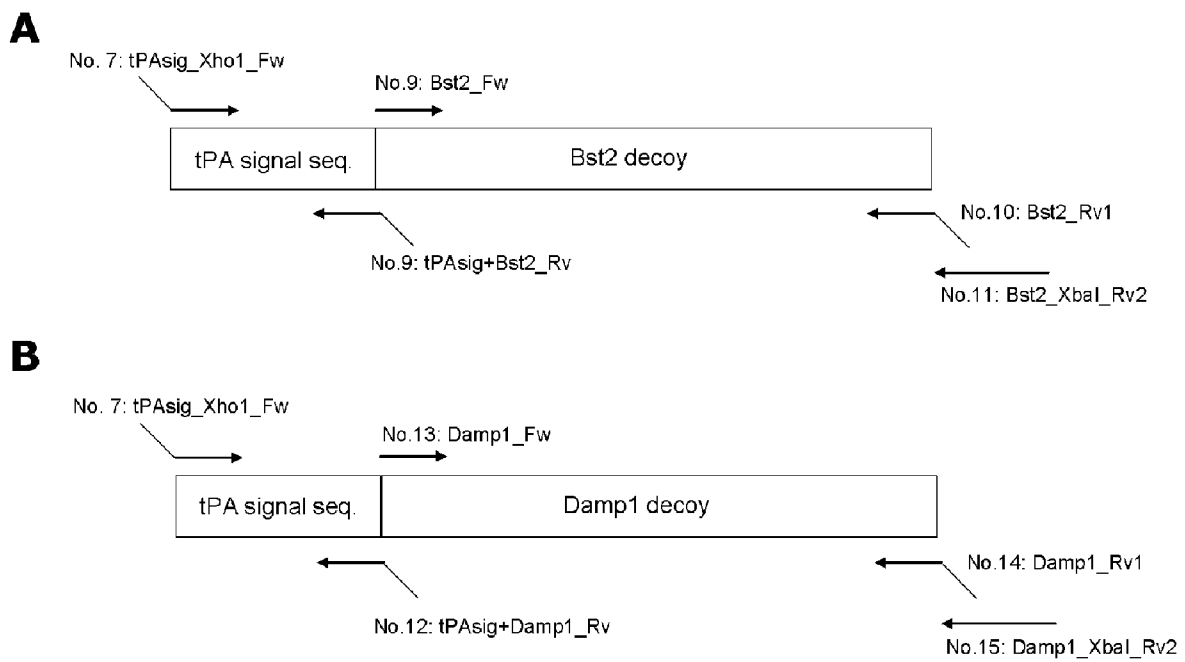 A
No. 7: tPAsig_Xho1_Fw
No.9: Bst2_Fw
tPA signal seq.
Bst2 decoy
No.10: Bst2_Rv1
No.9: tPAsig+Bst2_Rv
No.11: Bst2_XbaI_Rv2
B
No. 7: tPAsig_Xho1_Fw
No.13: Damp1_Fw
tPA signal seq.
Damp1 decoy
No.14: Damp1_Rv1
No.12: tPAsig+Damp1_Rv
No.15: Damp1_XbaI_Rv2